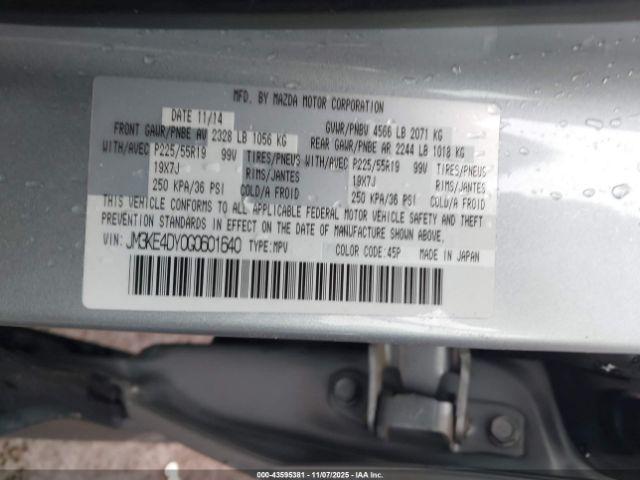 MFD. BY MAZDA MOTOR CORPORATION
DATE 11/14 GVWR/PNBV 4566 LB 2071 KG
FRONT GAWR/PNBE AV 2328 LB 1056 KG REAR GAWR/PNBE AR 2244 LB 1018 KG
WITH/AVEC P225/55R19 99V TIRES/PNEUS WITH/AVEC P225/55R19 99V TIRES/PNEUS
19X7J RIMS/JANTES 19X7J RIMS/JANTES
250 KPA/36 PSI COLD/A FROID 250 KPA/36 PSI COLD/A FROID
THIS VEHICLE CONFORMS TO ALL APPLICABLE FEDERAL MOTOR VEHICLE SAFETY AND THEFT
PREVENTION STANDARDS IN EFFECT ON THE DATE OF MANUFACTURE SHOWN ABOVE.
VIN: JM3KE4DY0G0601640 TYPE: MPV COLOR CODE: 45P MADE IN JAPAN
000-43595381 - 11/07/2025 - IAAI.COM